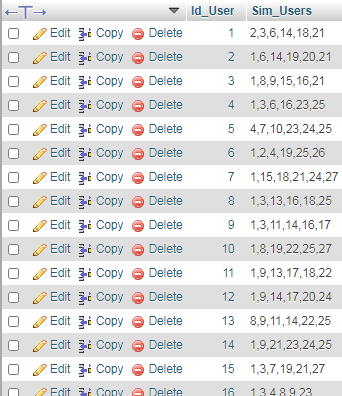 ←T→ Id_User Sim_Users
Edit Copy Delete 1 2,3,6,14,18,21
Edit Copy Delete 2 1,6,14,19,20,21
Edit Copy Delete 3 1,8,9,15,16,21
Edit Copy Delete 4 1,3,6,16,23,25
Edit Copy Delete 5 4,7,10,23,24,25
Edit Copy Delete 6 1,2,4,19,25,26
Edit Copy Delete 7 1,15,18,21,24,27
Edit Copy Delete 8 1,3,13,16,18,25
Edit Copy Delete 9 1,3,11,14,16,17
Edit Copy Delete 10 1,8,19,22,25,27
Edit Copy Delete 11 1,9,13,17,18,22
Edit Copy Delete 12 1,9,14,17,20,24
Edit Copy Delete 13 8,9,11,14,22,25
Edit Copy Delete 14 1,9,21,23,24,25
Edit Copy Delete 15 1,3,7,19,21,27
Edit Copy Delete 16 1,3,4,8,9,23